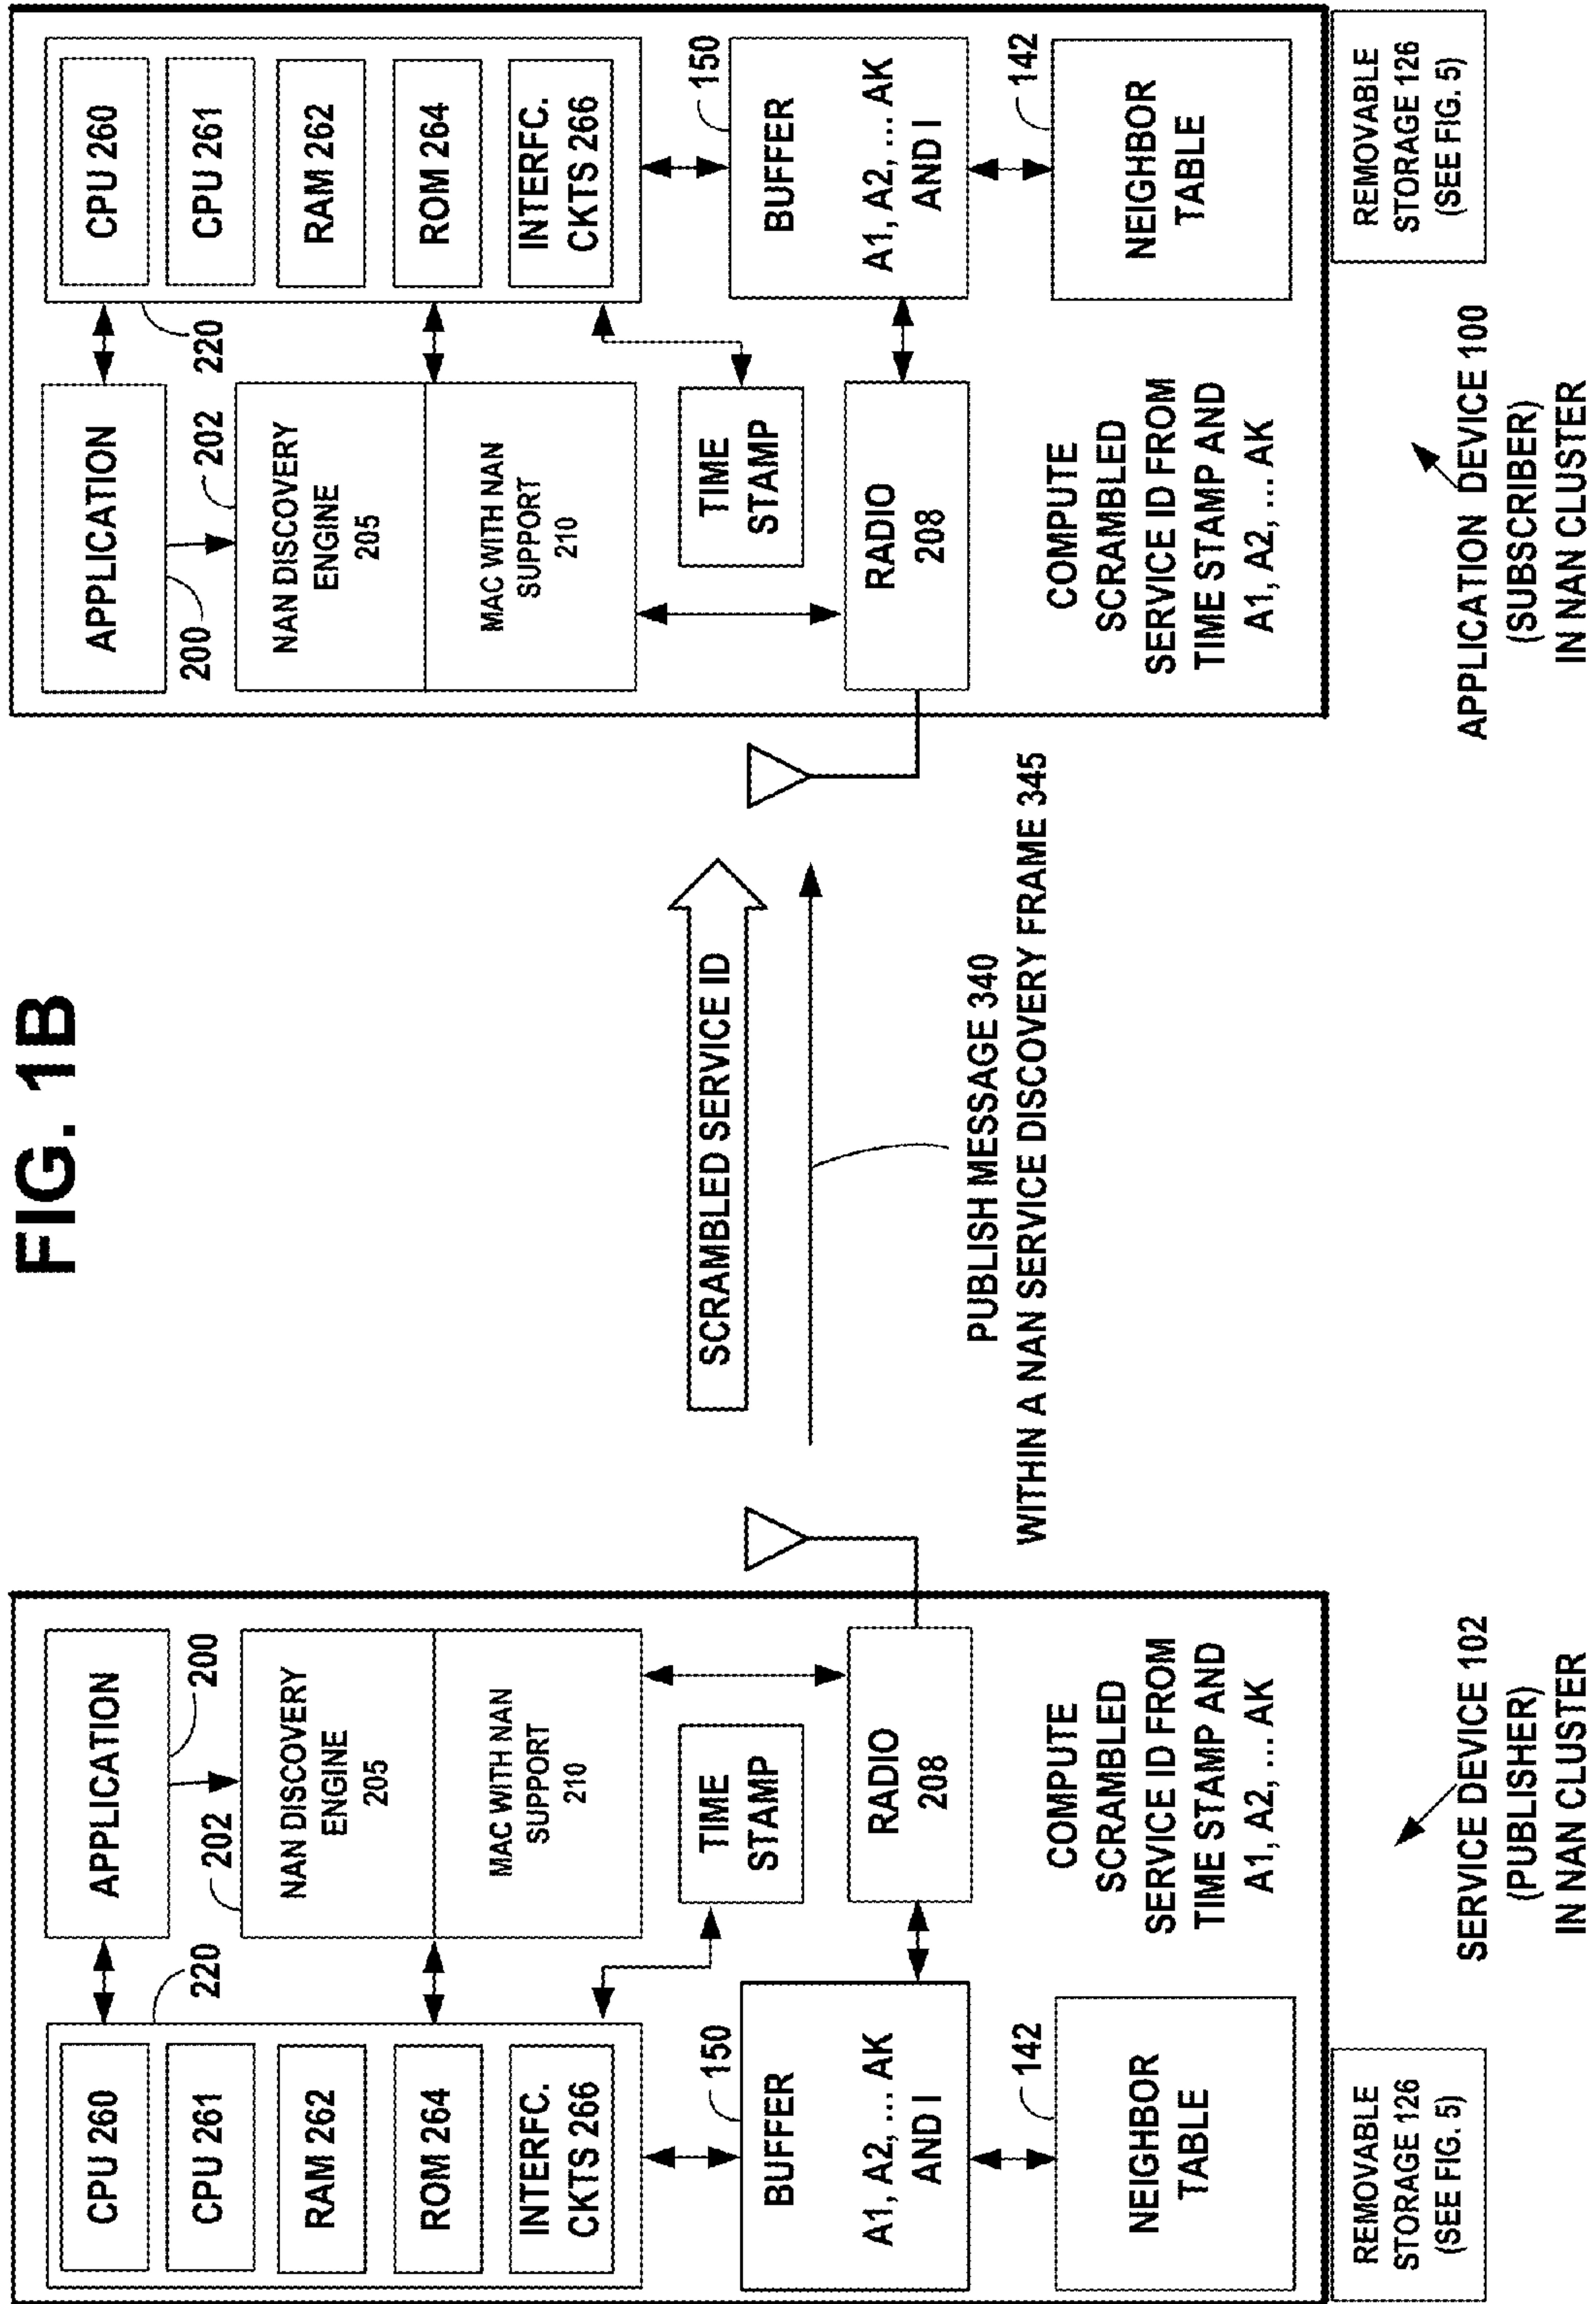 FIG. 1B
CPU 260
CPU 261
RAM 262
ROM 264
INTERFC.
CKTS 266
220
APPLICATION
200
202
NAN DISCOVERY
ENGINE
205
MAC WITH NAN
SUPPORT
210
TIME
STAMP
150
BUFFER
A1, A2, ... AK
AND I
RADIO
208
142
NEIGHBOR
TABLE
COMPUTE
SCRAMBLED
SERVICE ID FROM
TIME STAMP AND
A1, A2, ... AK
REMOVABLE
STORAGE 126
(SEE FIG. 5)
SERVICE DEVICE 102
(PUBLISHER)
IN NAN CLUSTER
SCRAMBLED SERVICE ID
PUBLISH MESSAGE 340
WITHIN A NAN SERVICE DISCOVERY FRAME 345
APPLICATION
200
202
NAN DISCOVERY
ENGINE
205
MAC WITH NAN
SUPPORT
210
220
CPU 260
CPU 261
RAM 262
ROM 264
INTERFC.
CKTS 266
TIME
STAMP
RADIO
208
150
BUFFER
A1, A2, ... AK
AND I
142
NEIGHBOR
TABLE
COMPUTE
SCRAMBLED
SERVICE ID FROM
TIME STAMP AND
A1, A2, ... AK
REMOVABLE
STORAGE 126
(SEE FIG. 5)
APPLICATION DEVICE 100
(SUBSCRIBER)
IN NAN CLUSTER